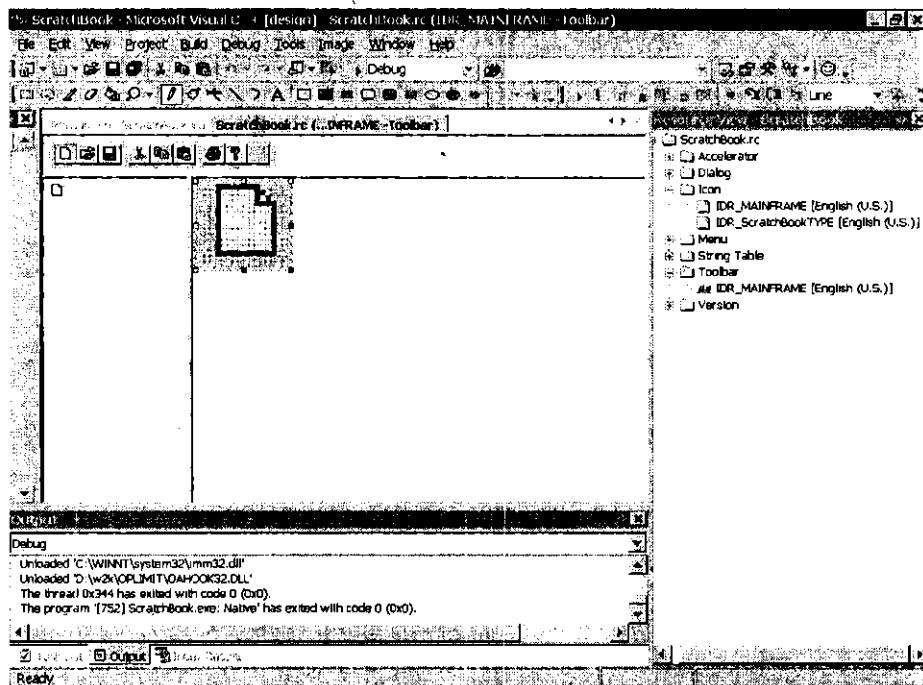 ScratchBook - Microsoft Visual C++ [design] - ScratchBook.rc (IDR_MAINFRAME - Toolbar)
File Edit View Project Build Debug Tools Image Window Help
Debug
Line
ScratchBook.rc (...INFRAME - Toolbar)
ScratchBook.rc
Accelerator
Dialog
Icon
IDR_MAINFRAME [English (U.S.)]
IDR_ScratchBookTYPE [English (U.S.)]
Menu
String Table
Toolbar
IDR_MAINFRAME [English (U.S.)]
Version
Output
Debug
Unloaded 'C:\WINNT\system32\imm32.dll'
Unloaded 'D:\w2k\OPLIMIT\OAHOOK32.DLL'
The thread 0x344 has exited with code 0 (0x0).
The program '[752] ScratchBook.exe: Native' has exited with code 0 (0x0).
Output
Ready